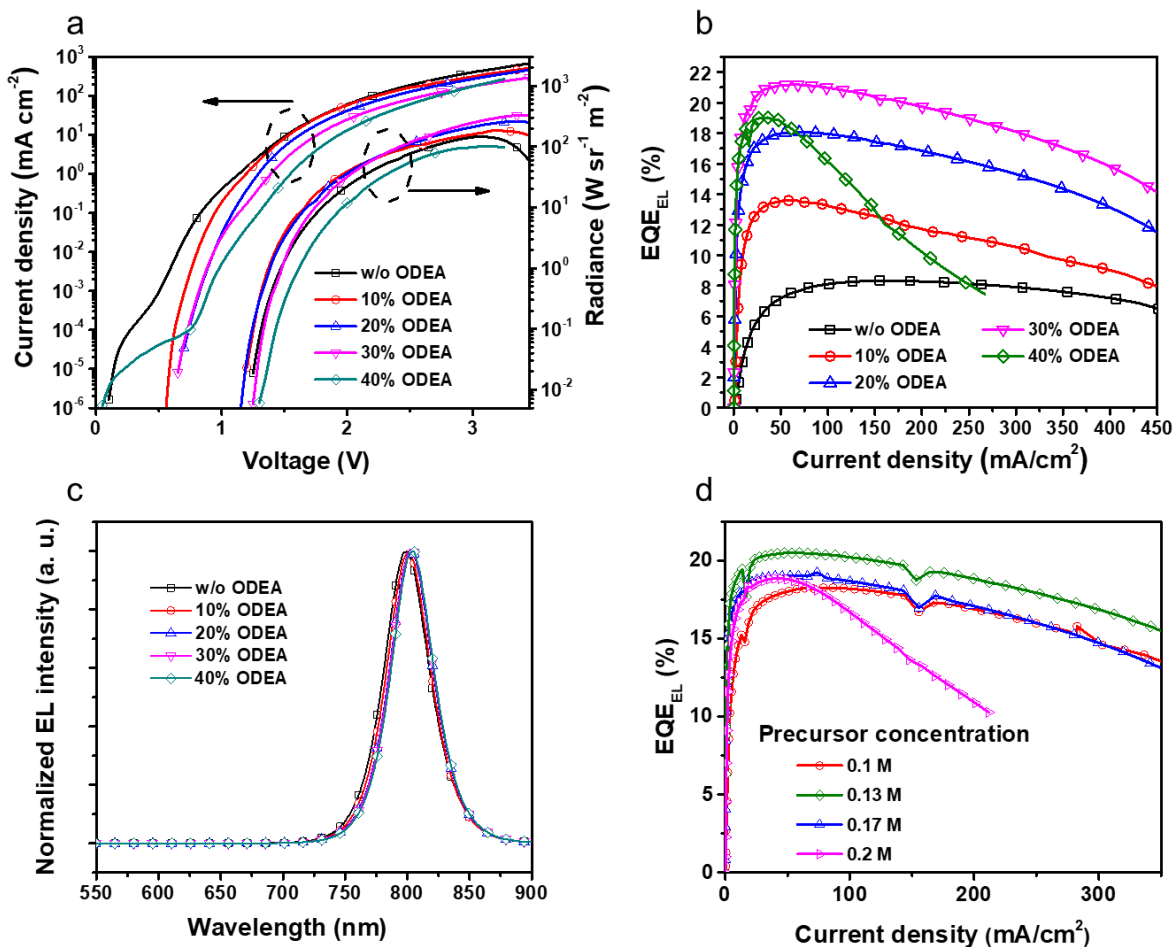 a
Current density (mA cm⁻²)
10³
10²
10¹
10⁰
10⁻¹
10⁻²
10⁻³
10⁻⁴
10⁻⁵
10⁻⁶
0 1 2 3
Voltage (V)
10³
10²
10¹
10⁰
10⁻¹
10⁻²
Radiance (W sr⁻¹ m⁻²)
w/o ODEA
10% ODEA
20% ODEA
30% ODEA
40% ODEA
b
EQE_EL (%)
24
22
20
18
16
14
12
10
8
6
4
2
0
0 50 100 150 200 250 300 350 400 450
Current density (mA/cm²)
w/o ODEA
10% ODEA
20% ODEA
30% ODEA
40% ODEA
c
Normalized EL intensity (a. u.)
w/o ODEA
10% ODEA
20% ODEA
30% ODEA
40% ODEA
550 600 650 700 750 800 850 900
Wavelength (nm)
d
EQE_EL (%)
20
15
10
5
0
0 100 200 300
Current density (mA/cm²)
Precursor concentration
0.1 M
0.13 M
0.17 M
0.2 M